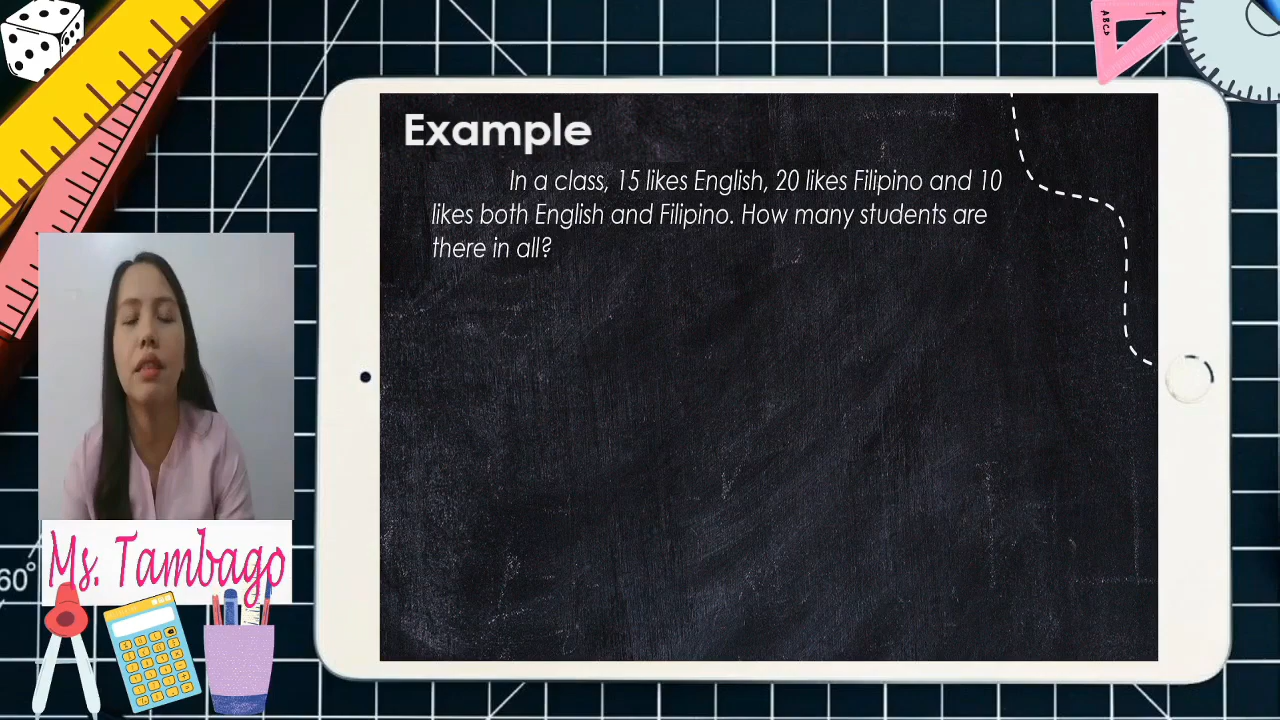 Example
In a class, 15 likes English, 20 likes Filipino and 10
likes both English and Filipino. How many students are
there in all?
Ms. Tambago
60°
ABCD